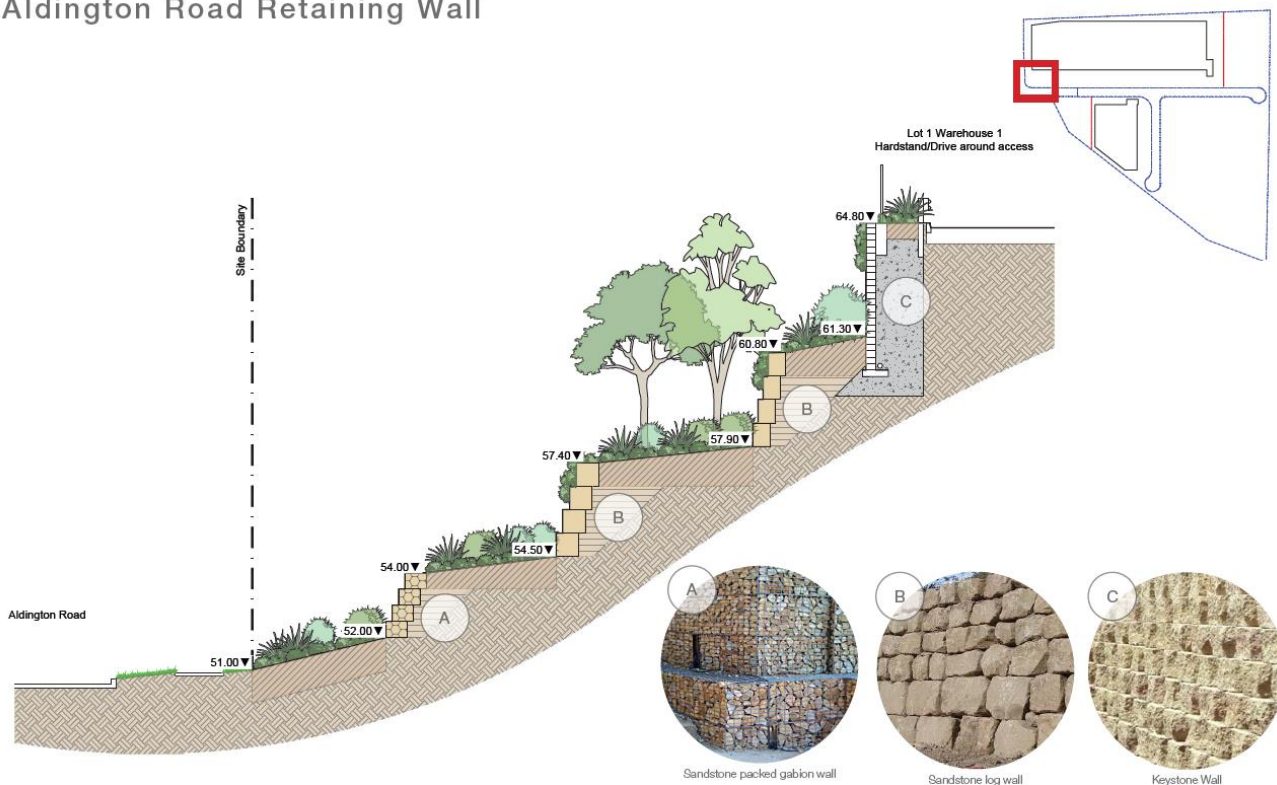 Aldington Road Retaining Wall
Lot 1 Warehouse 1
Hardstand/Drive around access
Site Boundary
64.80
C
61.30
60.80
B
57.90
57.40
B
54.50
54.00
A
52.00
51.00
Aldington Road
A
B
C
Sandstone packed gabion wall
Sandstone log wall
Keystone Wall